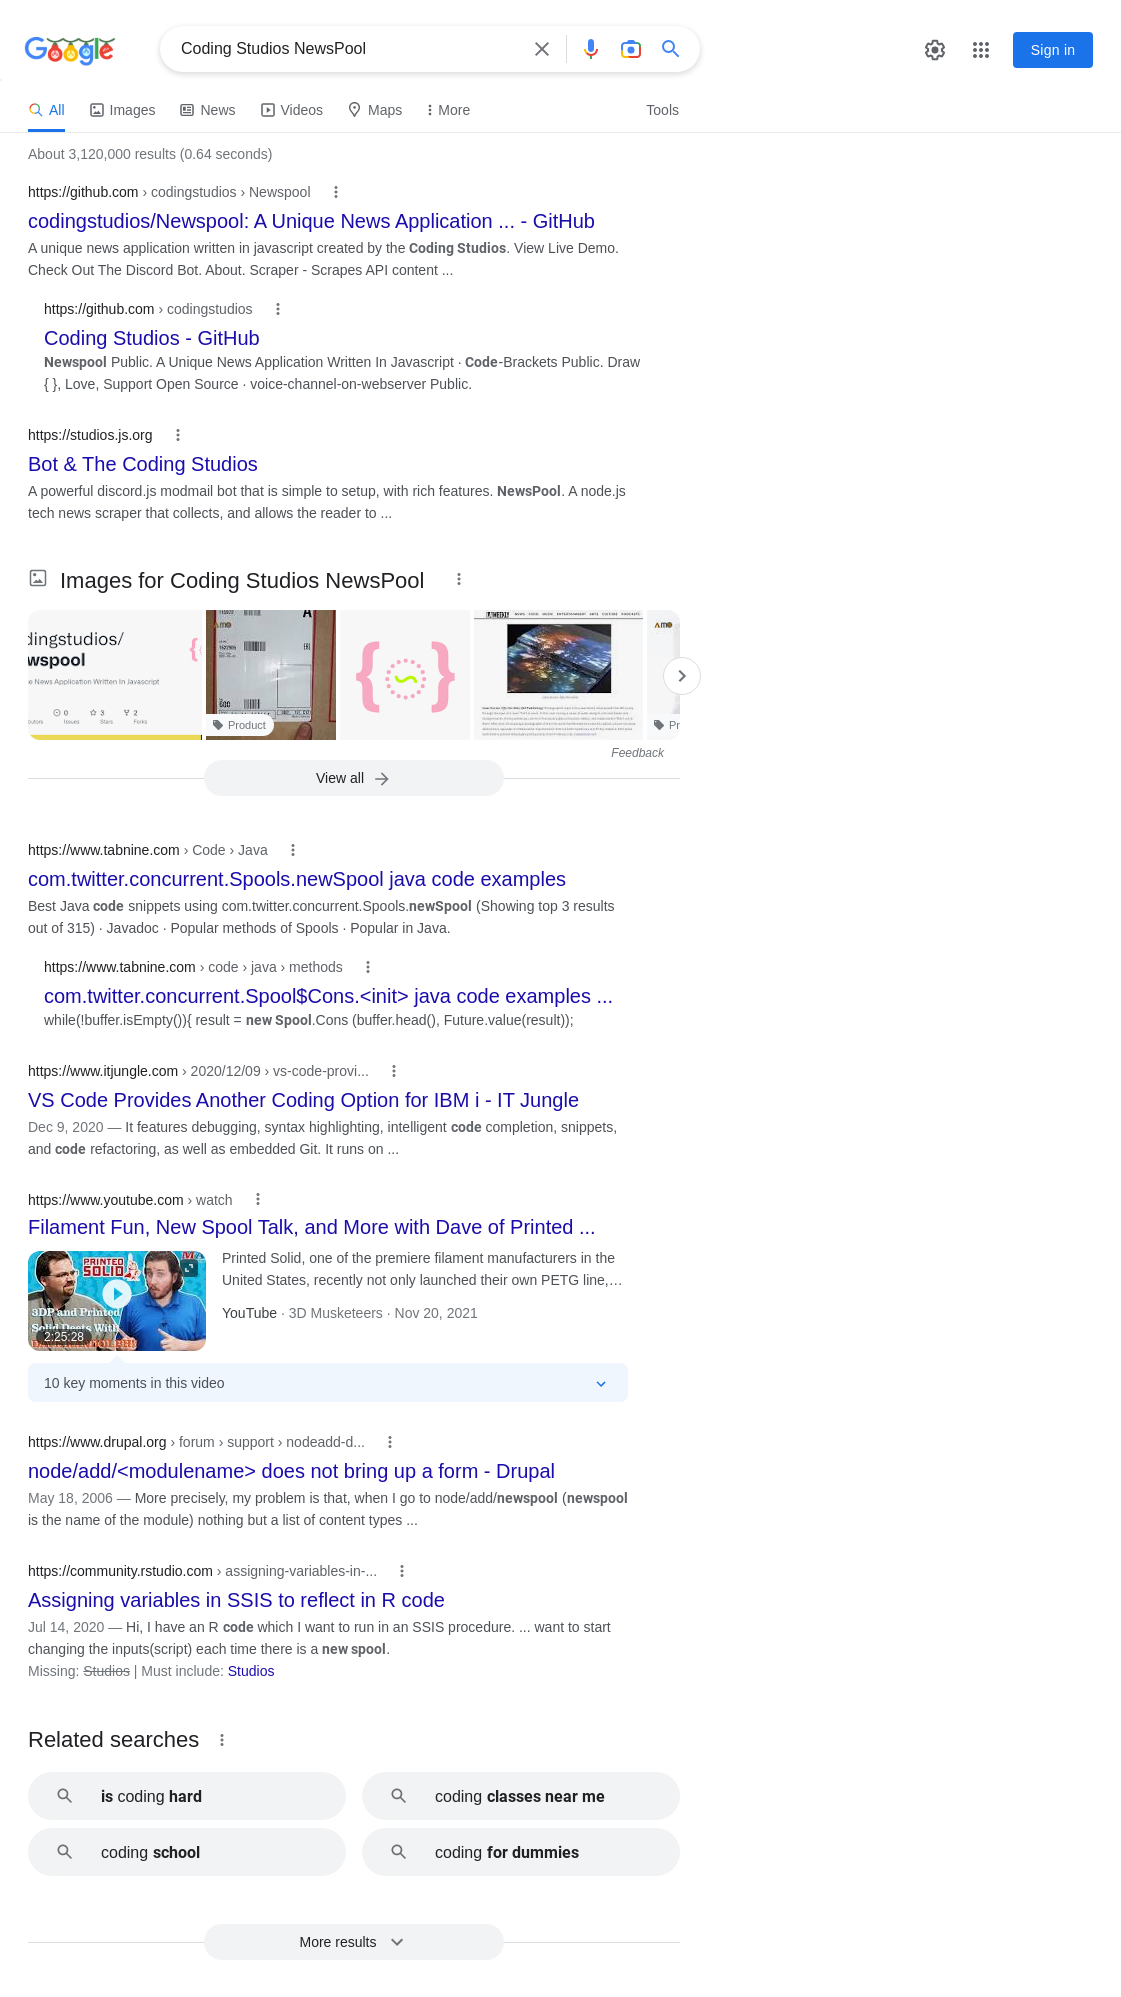 Google
Coding Studios NewsPool
Sign in
All
Images
News
Videos
Maps
More
Tools
About 3,120,000 results (0.64 seconds)
https://github.com › codingstudios › Newspool
codingstudios/Newspool: A Unique News Application ... - GitHub
A unique news application written in javascript created by the Coding Studios. View Live Demo.
Check Out The Discord Bot. About. Scraper - Scrapes API content ...
https://github.com › codingstudios
Coding Studios - GitHub
Newspool Public. A Unique News Application Written In Javascript · Code-Brackets Public. Draw
{ }, Love, Support Open Source · voice-channel-on-webserver Public.
https://studios.js.org
Bot & The Coding Studios
A powerful discord.js modmail bot that is simple to setup, with rich features. NewsPool. A node.js
tech news scraper that collects, and allows the reader to ...
Images for Coding Studios NewsPool
dingstudios/
wspool
e News Application Written In Javascript
0
3
2
Issues
Stars
Forks
Product
Pr
Feedback
View all
https://www.tabnine.com › Code › Java
com.twitter.concurrent.Spools.newSpool java code examples
Best Java code snippets using com.twitter.concurrent.Spools.newSpool (Showing top 3 results
out of 315) · Javadoc · Popular methods of Spools · Popular in Java.
https://www.tabnine.com › code › java › methods
com.twitter.concurrent.Spool$Cons.<init> java code examples ...
while(!buffer.isEmpty()){ result = new Spool.Cons (buffer.head(), Future.value(result));
https://www.itjungle.com › 2020/12/09 › vs-code-provi...
VS Code Provides Another Coding Option for IBM i - IT Jungle
Dec 9, 2020 — It features debugging, syntax highlighting, intelligent code completion, snippets,
and code refactoring, as well as embedded Git. It runs on ...
https://www.youtube.com › watch
Filament Fun, New Spool Talk, and More with Dave of Printed ...
PRINTED
SOLID
3DP and Printed
Solid Deets With
2:25:28
Printed Solid, one of the premiere filament manufacturers in the
United States, recently not only launched their own PETG line,...
YouTube · 3D Musketeers · Nov 20, 2021
10 key moments in this video
https://www.drupal.org › forum › support › nodeadd-d...
node/add/<modulename> does not bring up a form - Drupal
May 18, 2006 — More precisely, my problem is that, when I go to node/add/newspool (newspool
is the name of the module) nothing but a list of content types ...
https://community.rstudio.com › assigning-variables-in-...
Assigning variables in SSIS to reflect in R code
Jul 14, 2020 — Hi, I have an R code which I want to run in an SSIS procedure. ... want to start
changing the inputs(script) each time there is a new spool.
Missing: Studios | Must include: Studios
Related searches
is coding hard
coding classes near me
coding school
coding for dummies
More results